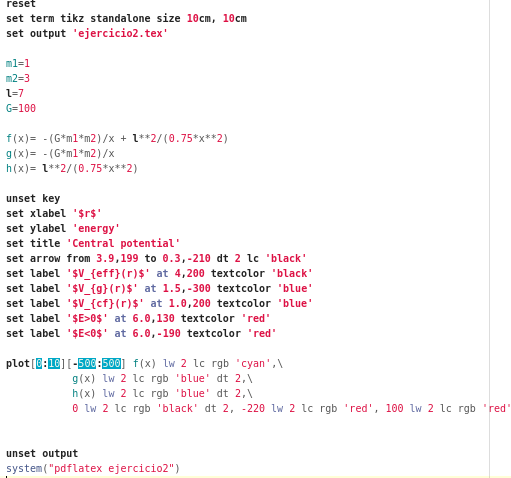 reset
set term tikz standalone size 10cm, 10cm
set output 'ejercicio2.tex'
m1=1
m2=3
l=7
G=100
f(x)= -(G*m1*m2)/x + l**2/(0.75*x**2)
g(x)= -(G*m1*m2)/x
h(x)= l**2/(0.75*x**2)
unset key
set xlabel '$r$'
set ylabel 'energy'
set title 'Central potential'
set arrow from 3.9,199 to 0.3,-210 dt 2 lc 'black'
set label '$V_{eff}(r)$' at 4,200 textcolor 'black'
set label '$V_{g}(r)$' at 1.5,-300 textcolor 'blue'
set label '$V_{cf}(r)$' at 1.0,200 textcolor 'blue'
set label '$E>0$' at 6.0,130 textcolor 'red'
set label '$E<0$' at 6.0,-190 textcolor 'red'
plot[0:10][-500:500] f(x) lw 2 lc rgb 'cyan',\
g(x) lw 2 lc rgb 'blue' dt 2,\
h(x) lw 2 lc rgb 'blue' dt 2,\
0 lw 2 lc rgb 'black' dt 2, -220 lw 2 lc rgb 'red', 100 lw 2 lc rgb 'red'
unset output
system("pdflatex ejercicio2")